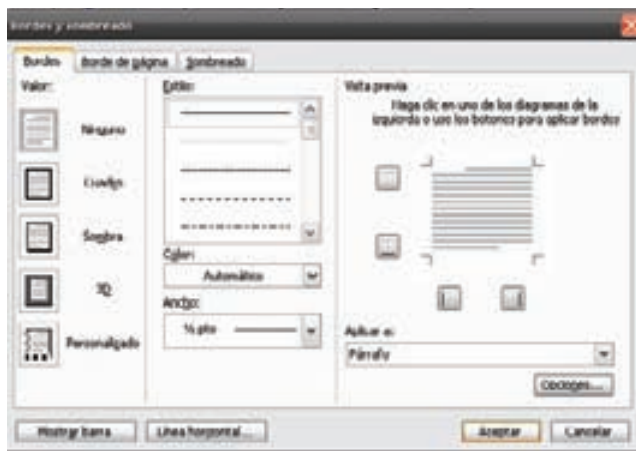 Bordes y sombreado
Bordes Borde de página Sombreado
Valor:
Ninguno
Cuadro
Sombra
3D
Personalizado
Estilo:
Color:
Automático
Ancho:
½ pto
Vista previa
Haga clic en uno de los diagramas de la
izquierda o use los botones para aplicar bordes
Aplicar a:
Párrafo
Opciones...
Mostrar barra Línea horizontal... Aceptar Cancelar